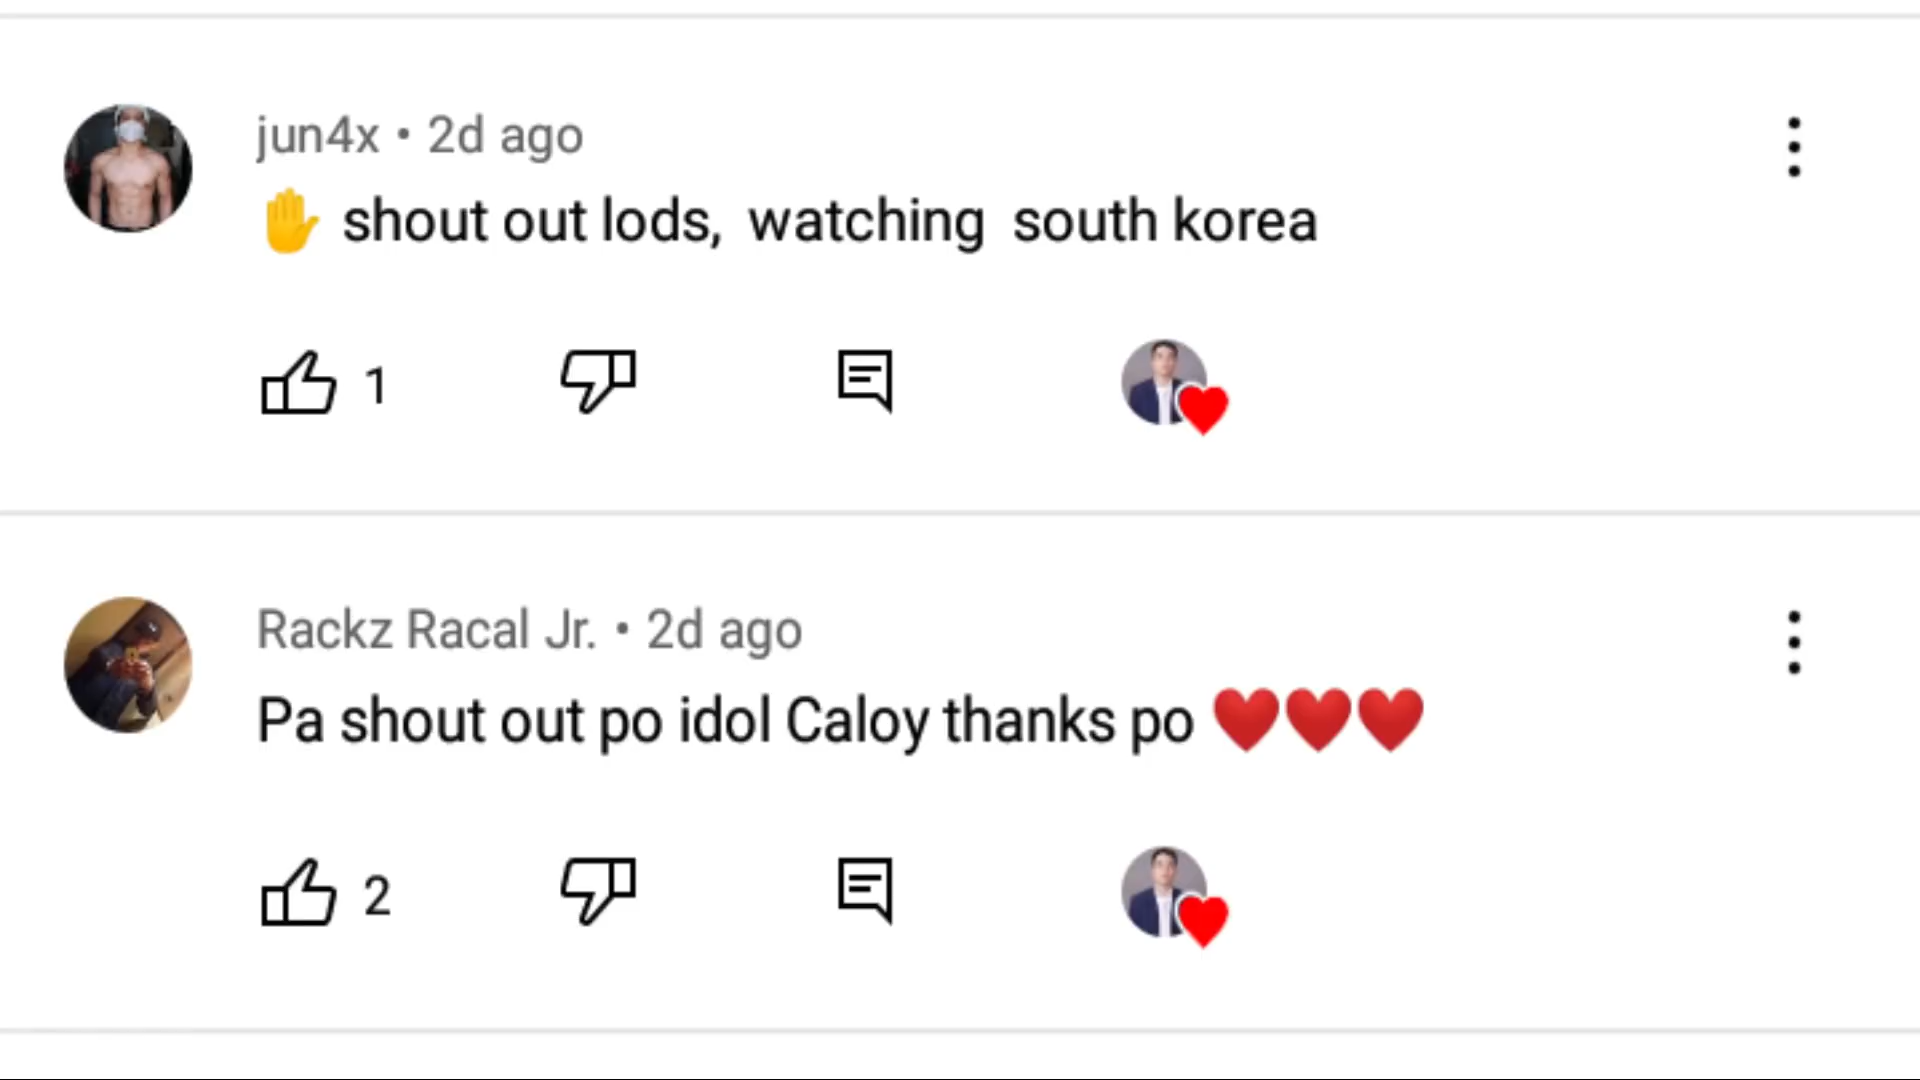 jun4x • 2d ago
✋ shout out lods, watching south korea
1
Rackz Racal Jr. • 2d ago
Pa shout out po idol Caloy thanks po ❤️❤️❤️
2